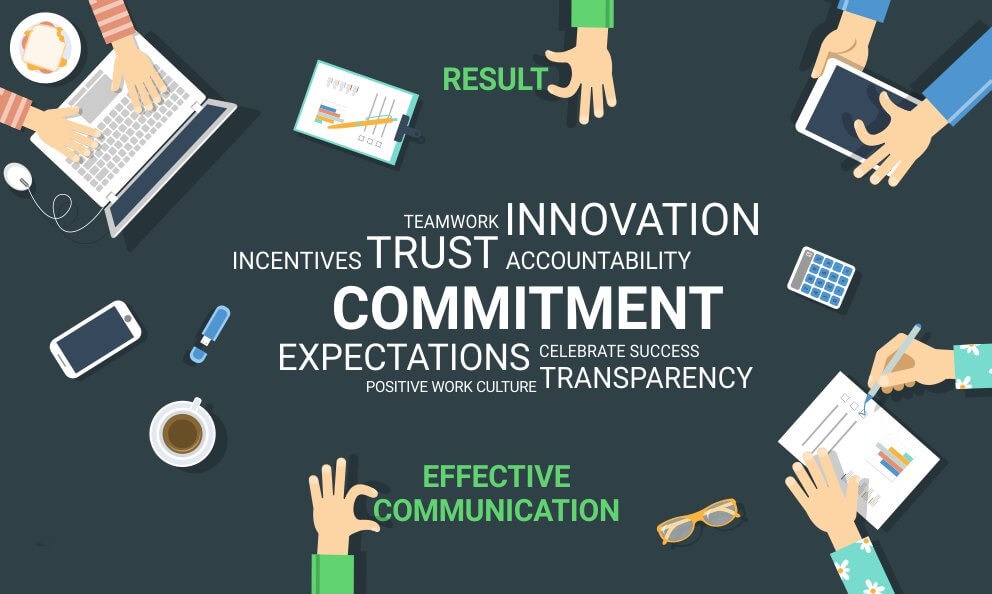 RESULT
TEAMWORK INNOVATION
INCENTIVES TRUST ACCOUNTABILITY
COMMITMENT
EXPECTATIONS CELEBRATE SUCCESS
POSITIVE WORK CULTURE TRANSPARENCY
EFFECTIVE
COMMUNICATION